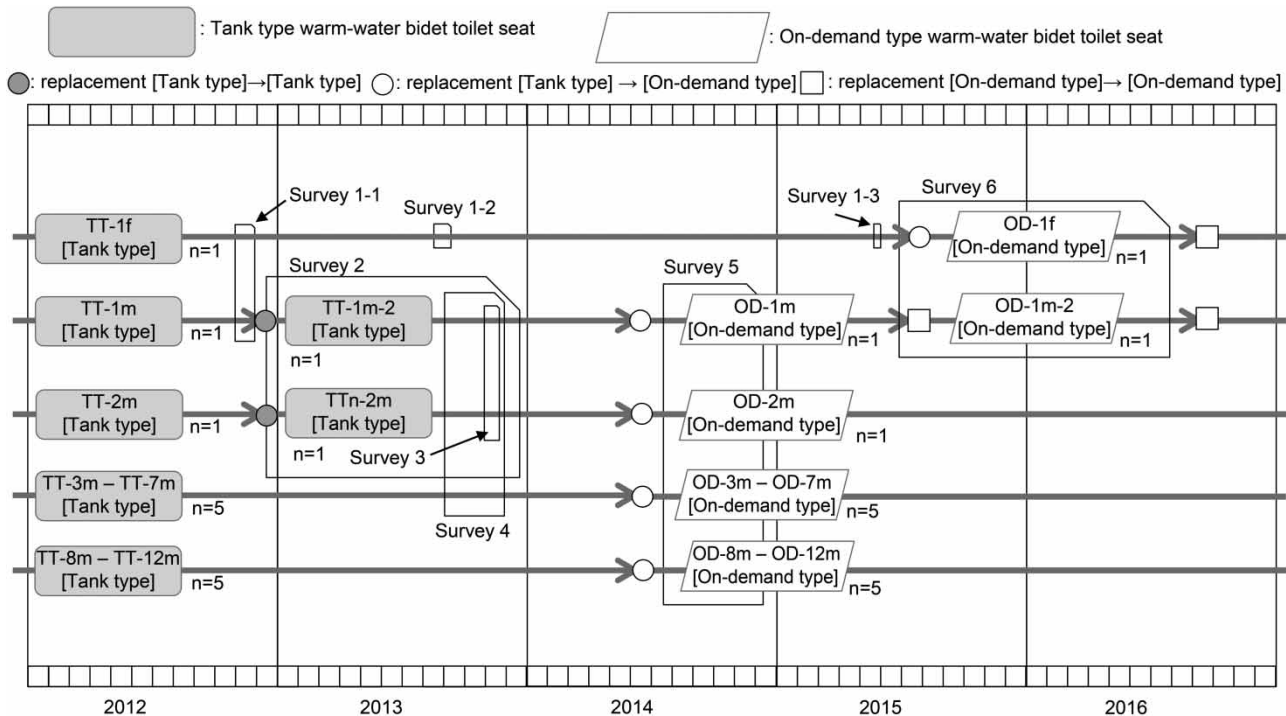 : Tank type warm-water bidet toilet seat
: On-demand type warm-water bidet toilet seat
: replacement [Tank type]→[Tank type]
: replacement [Tank type] → [On-demand type]
: replacement [On-demand type]→ [On-demand type]
Survey 1-1
Survey 1-2
Survey 1-3
Survey 6
TT-1f
[Tank type]
n=1
OD-1f
[On-demand type]
n=1
Survey 2
Survey 5
TT-1m
[Tank type]
n=1
TT-1m-2
[Tank type]
n=1
OD-1m
[On-demand type]
n=1
OD-1m-2
[On-demand type]
n=1
TT-2m
[Tank type]
n=1
TTn-2m
[Tank type]
n=1
Survey 3
OD-2m
[On-demand type]
n=1
TT-3m – TT-7m
[Tank type]
n=5
Survey 4
OD-3m – OD-7m
[On-demand type]
n=5
TT-8m – TT-12m
[Tank type]
n=5
OD-8m – OD-12m
[On-demand type]
n=5
2012
2013
2014
2015
2016